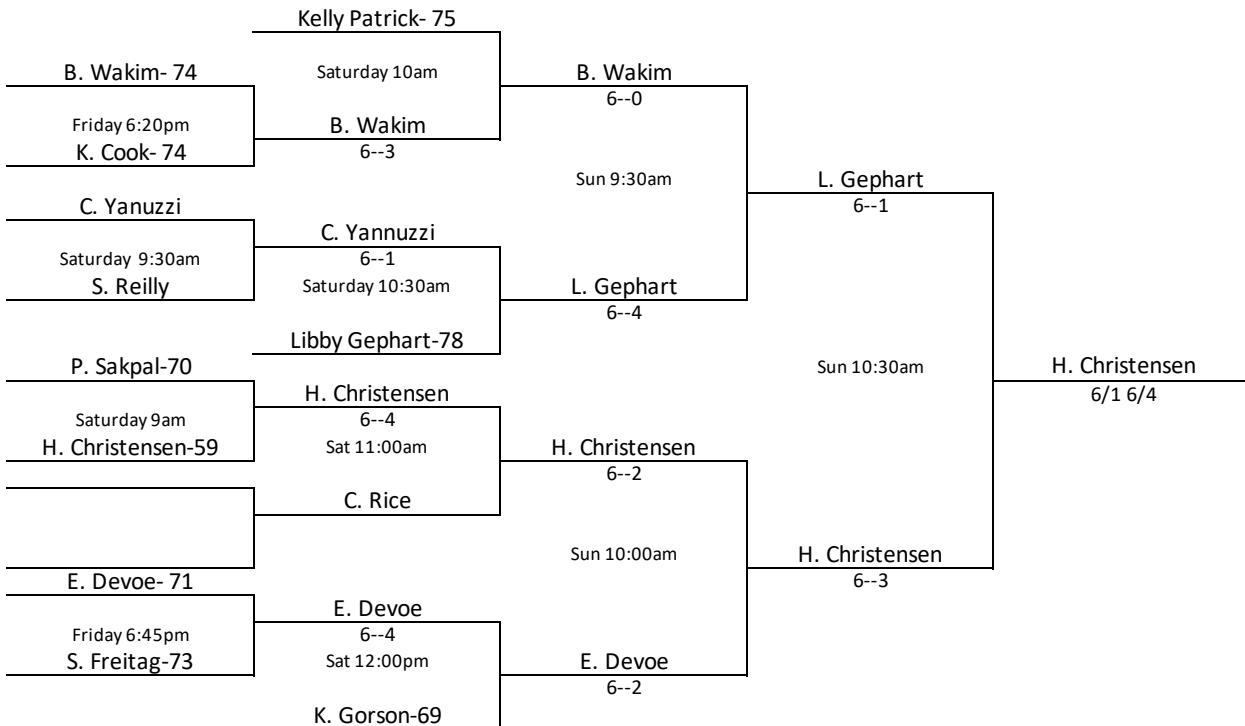 Kelly Patrick- 75
B. Wakim- 74
Saturday 10am
B. Wakim
6--0
Friday 6:20pm
B. Wakim
K. Cook- 74
6--3
Sun 9:30am
L. Gephart
6--1
C. Yanuzzi
C. Yannuzzi
Saturday  9:30am
6--1
S. Reilly
Saturday 10:30am
L. Gephart
6--4
Libby Gephart-78
P. Sakpal-70
Sun 10:30am
H. Christensen
6/1 6/4
H. Christensen
Saturday 9am
6--4
H. Christensen-59
Sat 11:00am
H. Christensen
6--2
C. Rice
Sun 10:00am
H. Christensen
6--3
E. Devoe- 71
E. Devoe
Friday 6:45pm
6--4
S. Freitag-73
Sat 12:00pm
E. Devoe
6--2
K. Gorson-69